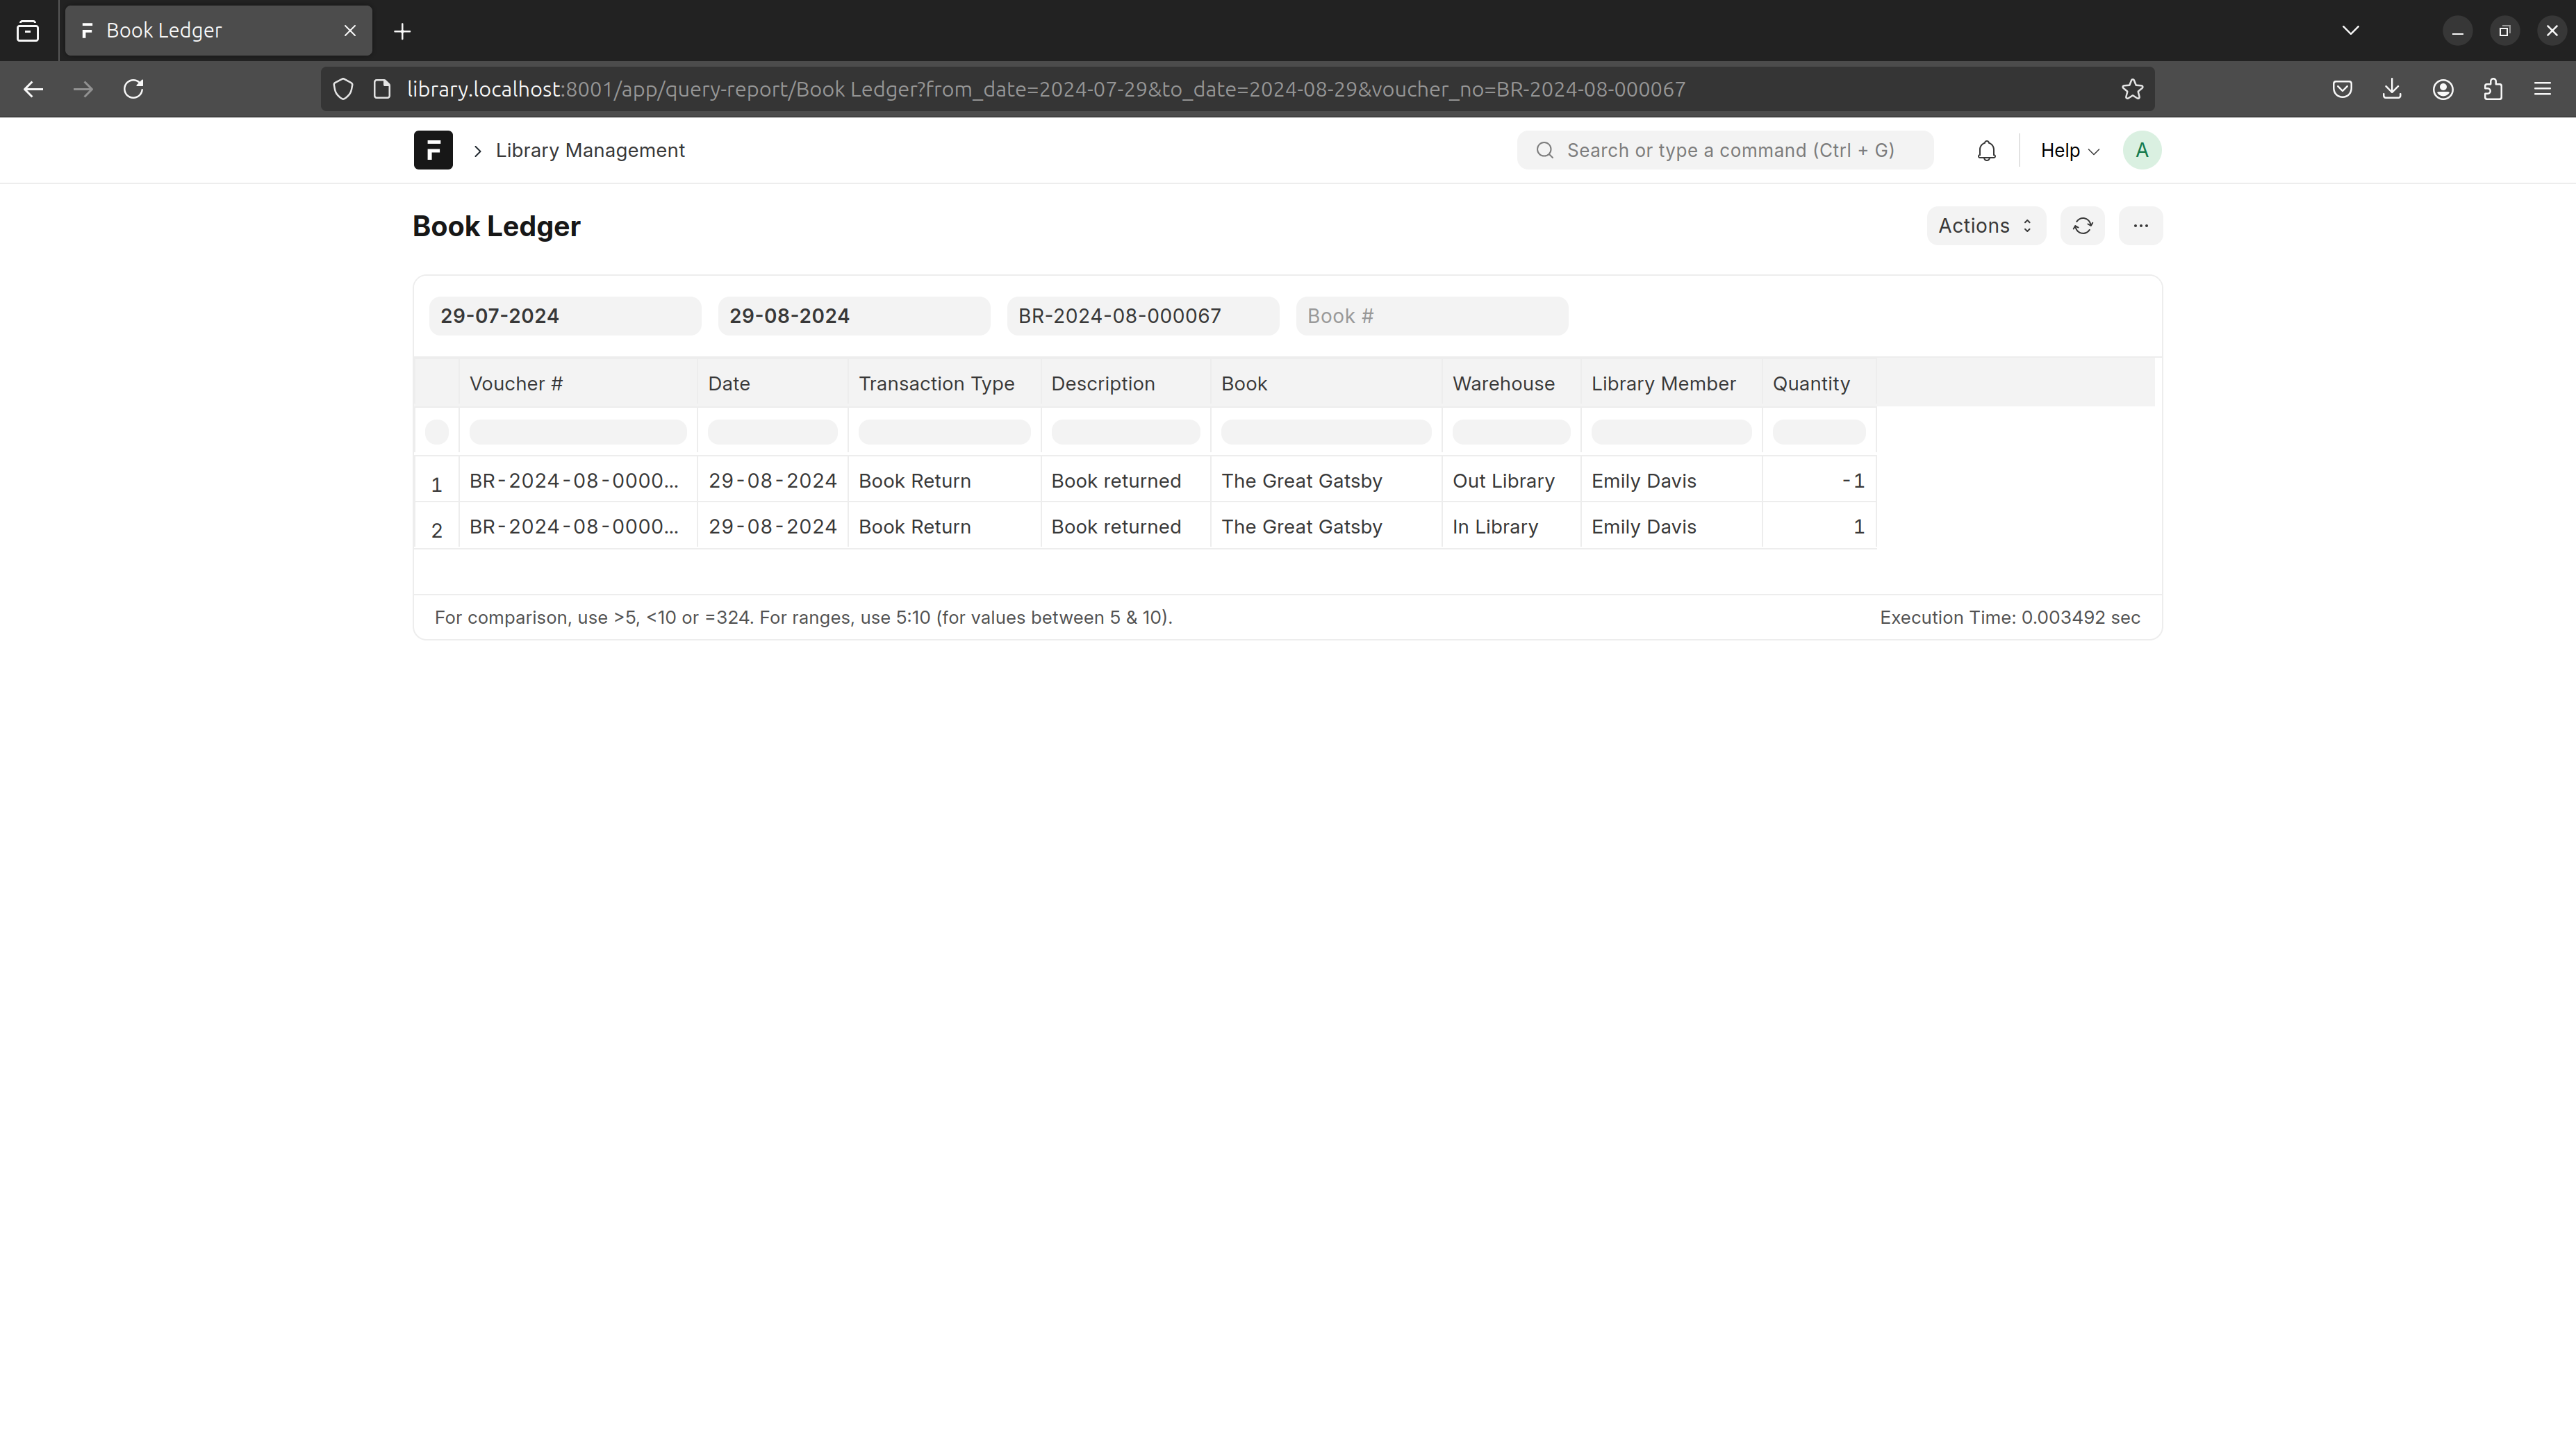 Book Ledger
library.localhost:8001/app/query-report/Book Ledger?from_date=2024-07-29&to_date=2024-08-29&voucher_no=BR-2024-08-000067
Library Management
Search or type a command (Ctrl + G)
Help
A
Book Ledger
Actions
29-07-2024 29-08-2024 BR-2024-08-000067 Book #
Voucher # Date Transaction Type Description Book Warehouse Library Member Quantity
1 BR-2024-08-0000... 29-08-2024 Book Return Book returned The Great Gatsby Out Library Emily Davis -1
2 BR-2024-08-0000... 29-08-2024 Book Return Book returned The Great Gatsby In Library Emily Davis 1
For comparison, use >5, <10 or =324. For ranges, use 5:10 (for values between 5 & 10).
Execution Time: 0.003492 sec